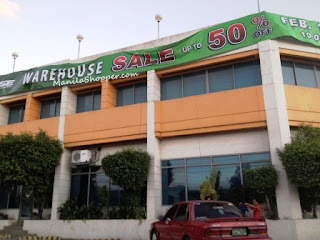 WAREHOUSE SALE UP TO 50% OFF FEB.
ManilaShopper.com